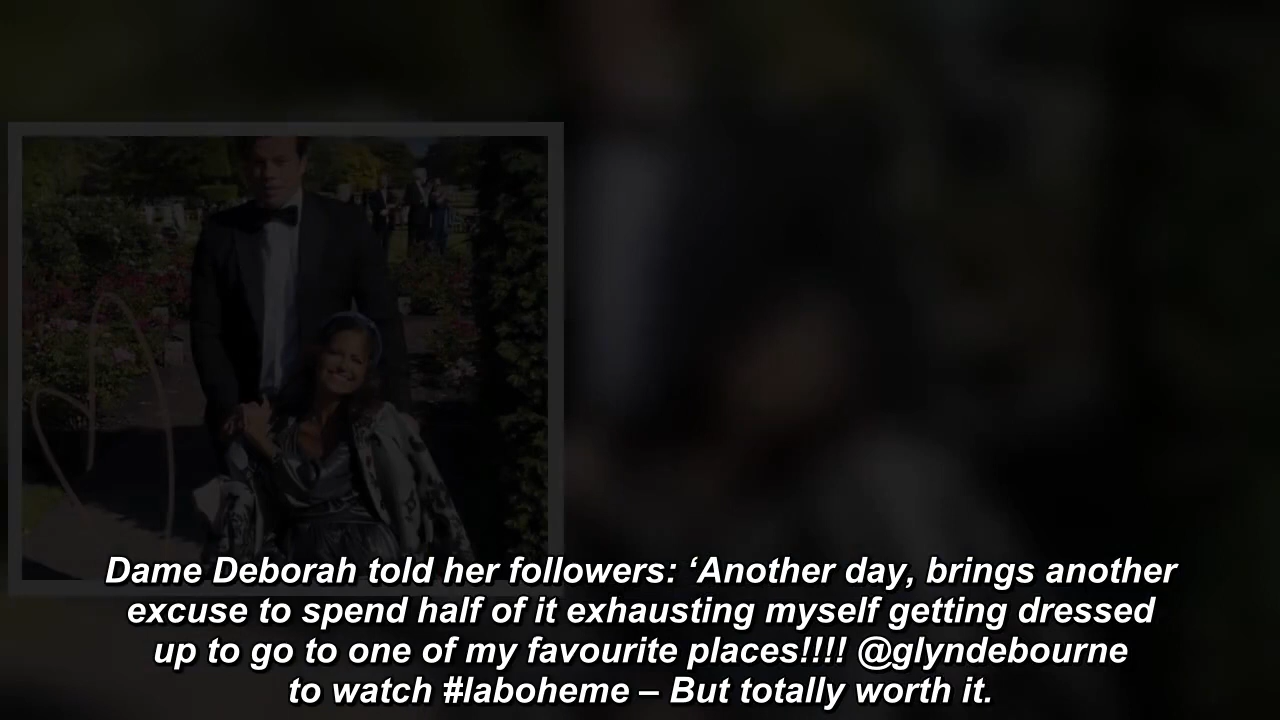 Dame Deborah told her followers: ‘Another day, brings another
excuse to spend half of it exhausting myself getting dressed
up to go to one of my favourite places!!!! @glyndebourne
to watch #laboheme – But totally worth it.